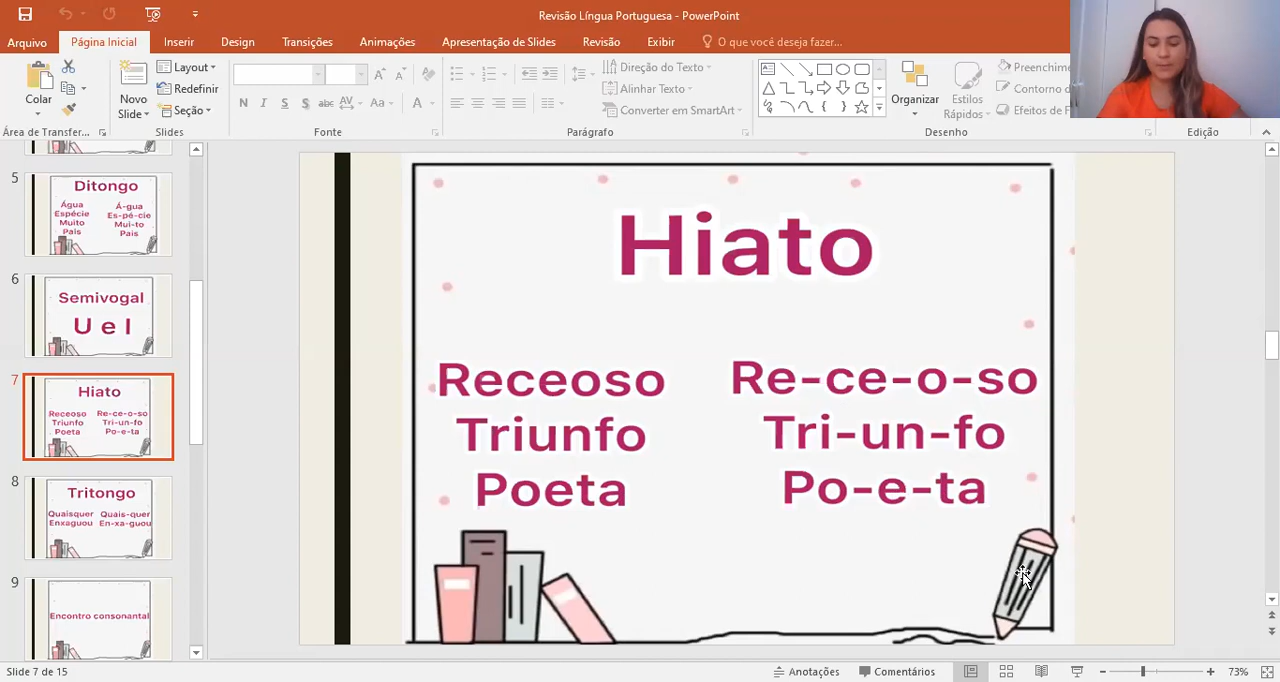 Revisão Língua Portuguesa - PowerPoint
Arquivo
Página Inicial
Inserir
Design
Transições
Animações
Apresentação de Slides
Revisão
Exibir
O que você deseja fazer...
Colar
Novo
Slide
Layout
Redefinir
Seção
N I S S abc AV Aa A
Direção do Texto
Alinhar Texto
Converter em SmartArt
Organizar
Estilos
Rápidos
Preenchime
Contorno d
Efeitos de F
Área de Transfer...
Slides
Fonte
Parágrafo
Desenho
Edição
5
Ditongo
Água
Espécie
Muito
Pais
Á-gua
Es-pé-cie
Mui-to
Pais
6
Semivogal
U e I
7
Hiato
Receoso
Triunfo
Poeta
Re-ce-o-so
Tri-un-fo
Po-e-ta
8
Tritongo
Quaisquer
Enxaguou
Quais-quer
En-xa-guou
9
Encontro consonantal
Hiato
Receoso
Triunfo
Poeta
Re-ce-o-so
Tri-un-fo
Po-e-ta
Slide 7 de 15
Anotações
Comentários
73%